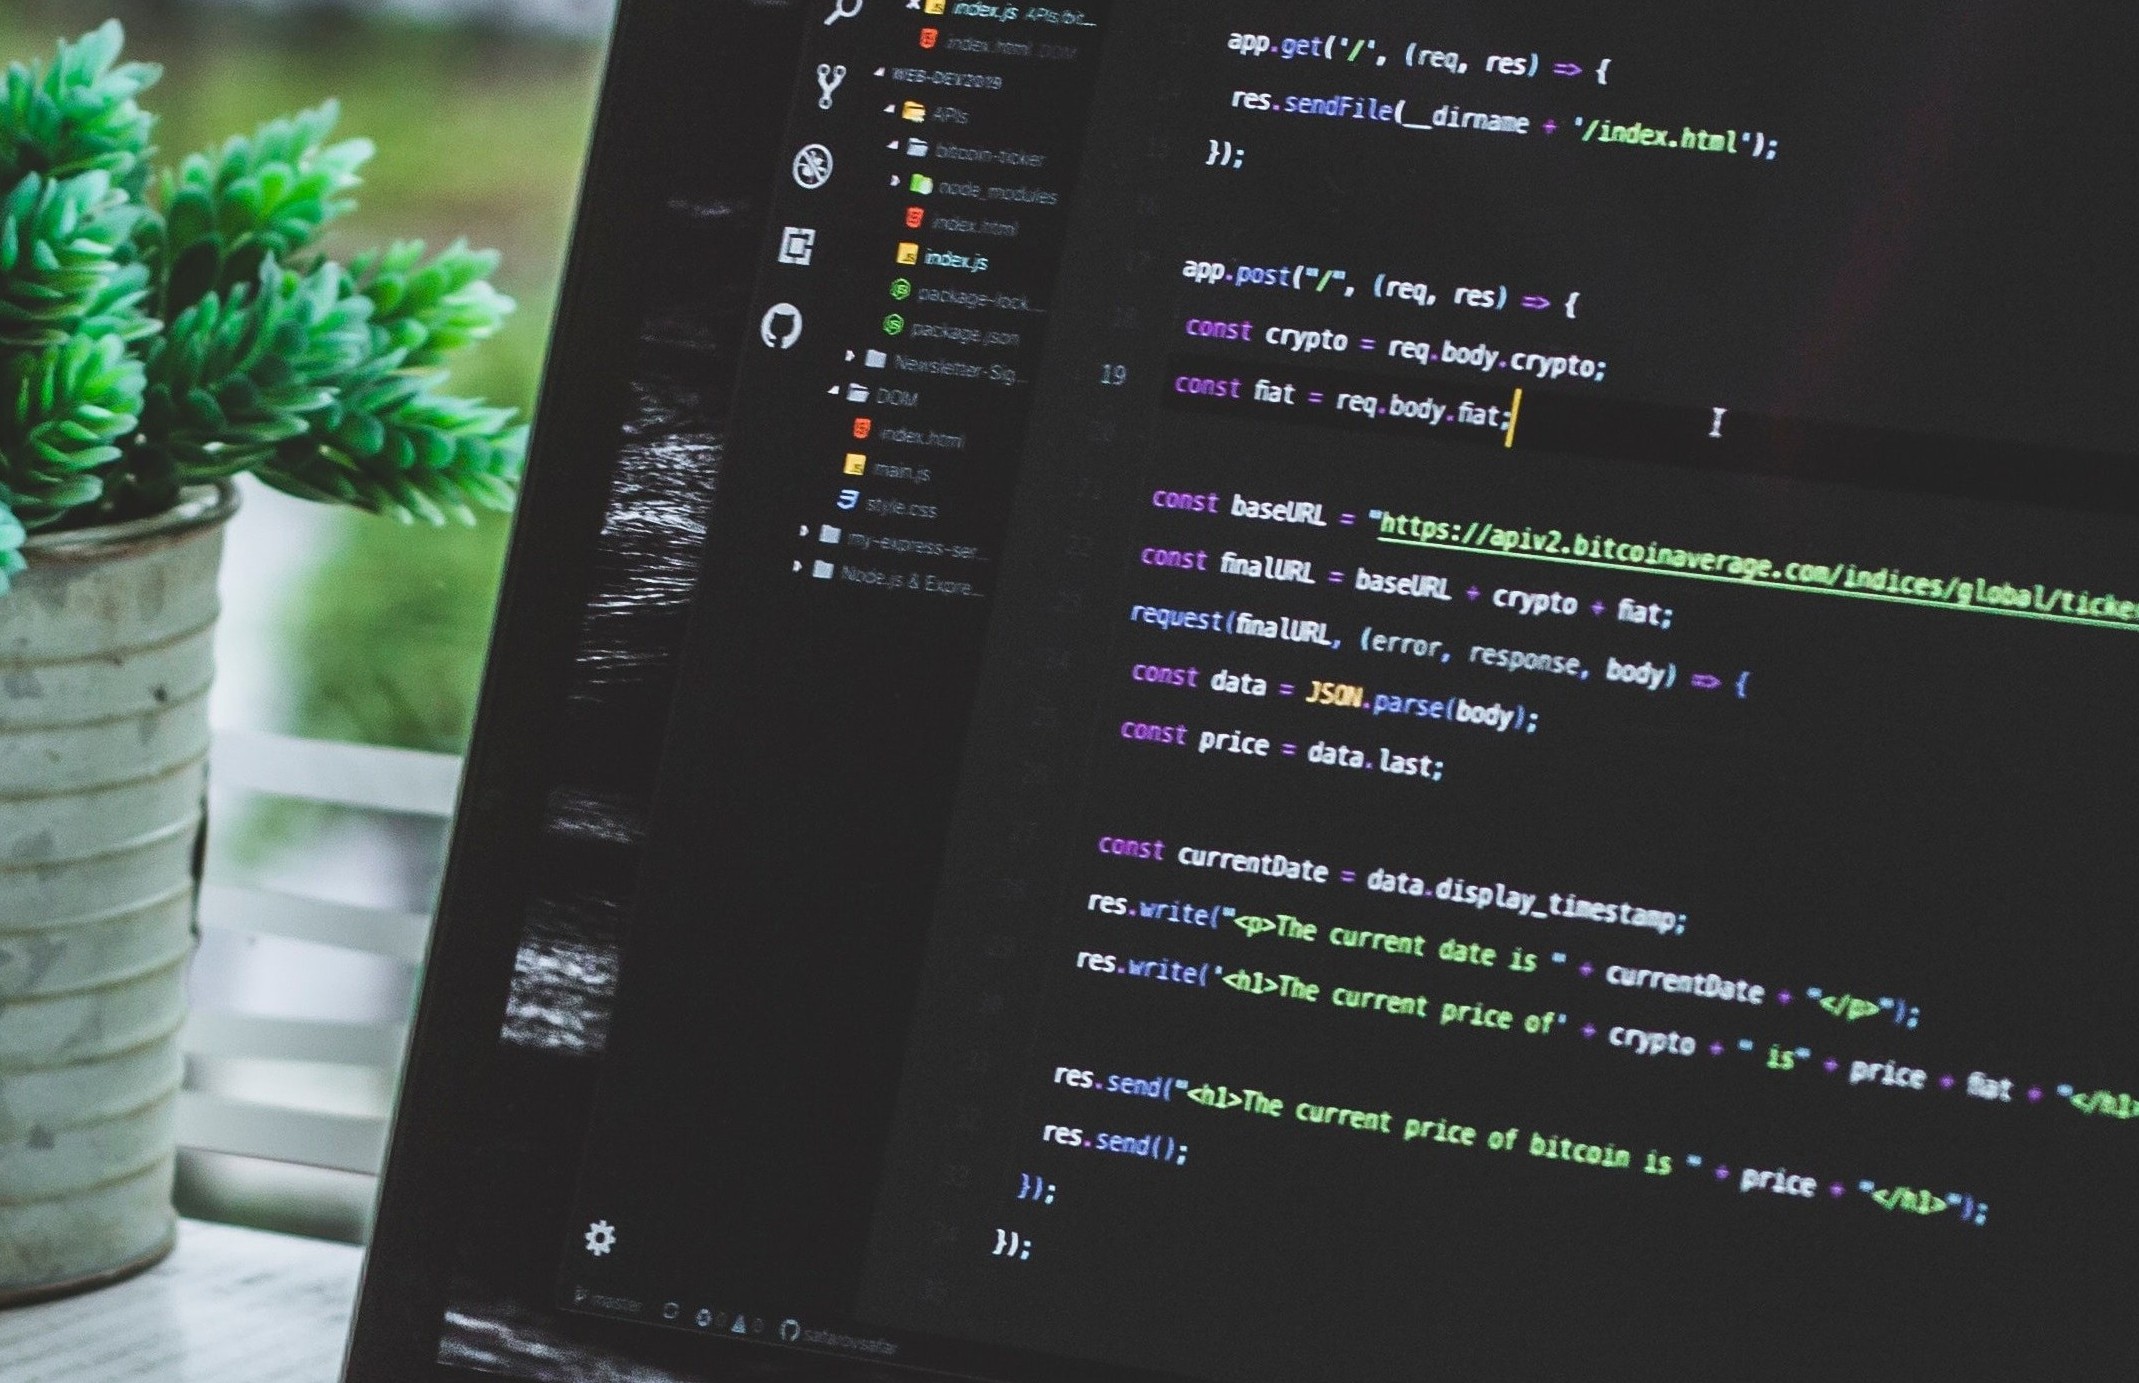 index.js APIs/bit...
index.html DOM
WEB-DEV2019
APIs
bitcoin-ticker
node_modules
index.html
index.js
package-lock...
package.json
Newsletter-Sig...
DOM
index.html
main.js
style.css
my-express-ser...
Node.js & Expre...
master
0 0
satarovsafar
app.get('/', (req, res) => {
res.sendFile(__dirname + '/index.html');
});
app.post("/", (req, res) => {
const crypto = req.body.crypto;
19 const fiat = req.body.fiat;
const baseURL = "https://apiv2.bitcoinaverage.com/indices/global/ticker
const finalURL = baseURL + crypto + fiat;
request(finalURL, (error, response, body) => {
const data = JSON.parse(body);
const price = data.last;
const currentDate = data.display_timestamp;
res.write("<p>The current date is " + currentDate + "</p>");
res.write('<h1>The current price of' + crypto + " is" + price + fiat + "</h1>
res.send("<h1>The current price of bitcoin is " + price + "</h1>");
res.send();
});
});